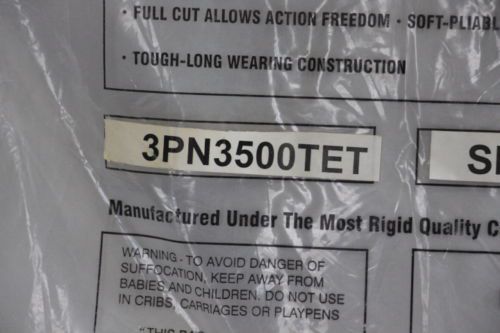 · FULL CUT ALLOWS ACTION FREEDOM · SOFT-PLIABL
· TOUGH-LONG WEARING CONSTRUCTION
3PN3500TET
Manufactured Under The Most Rigid Quality C
WARNING - TO AVOID DANGER OF
SUFFOCATION, KEEP AWAY FROM
BABIES AND CHILDREN. DO NOT USE
IN CRIBS, CARRIAGES OR PLAYPENS
"THIS